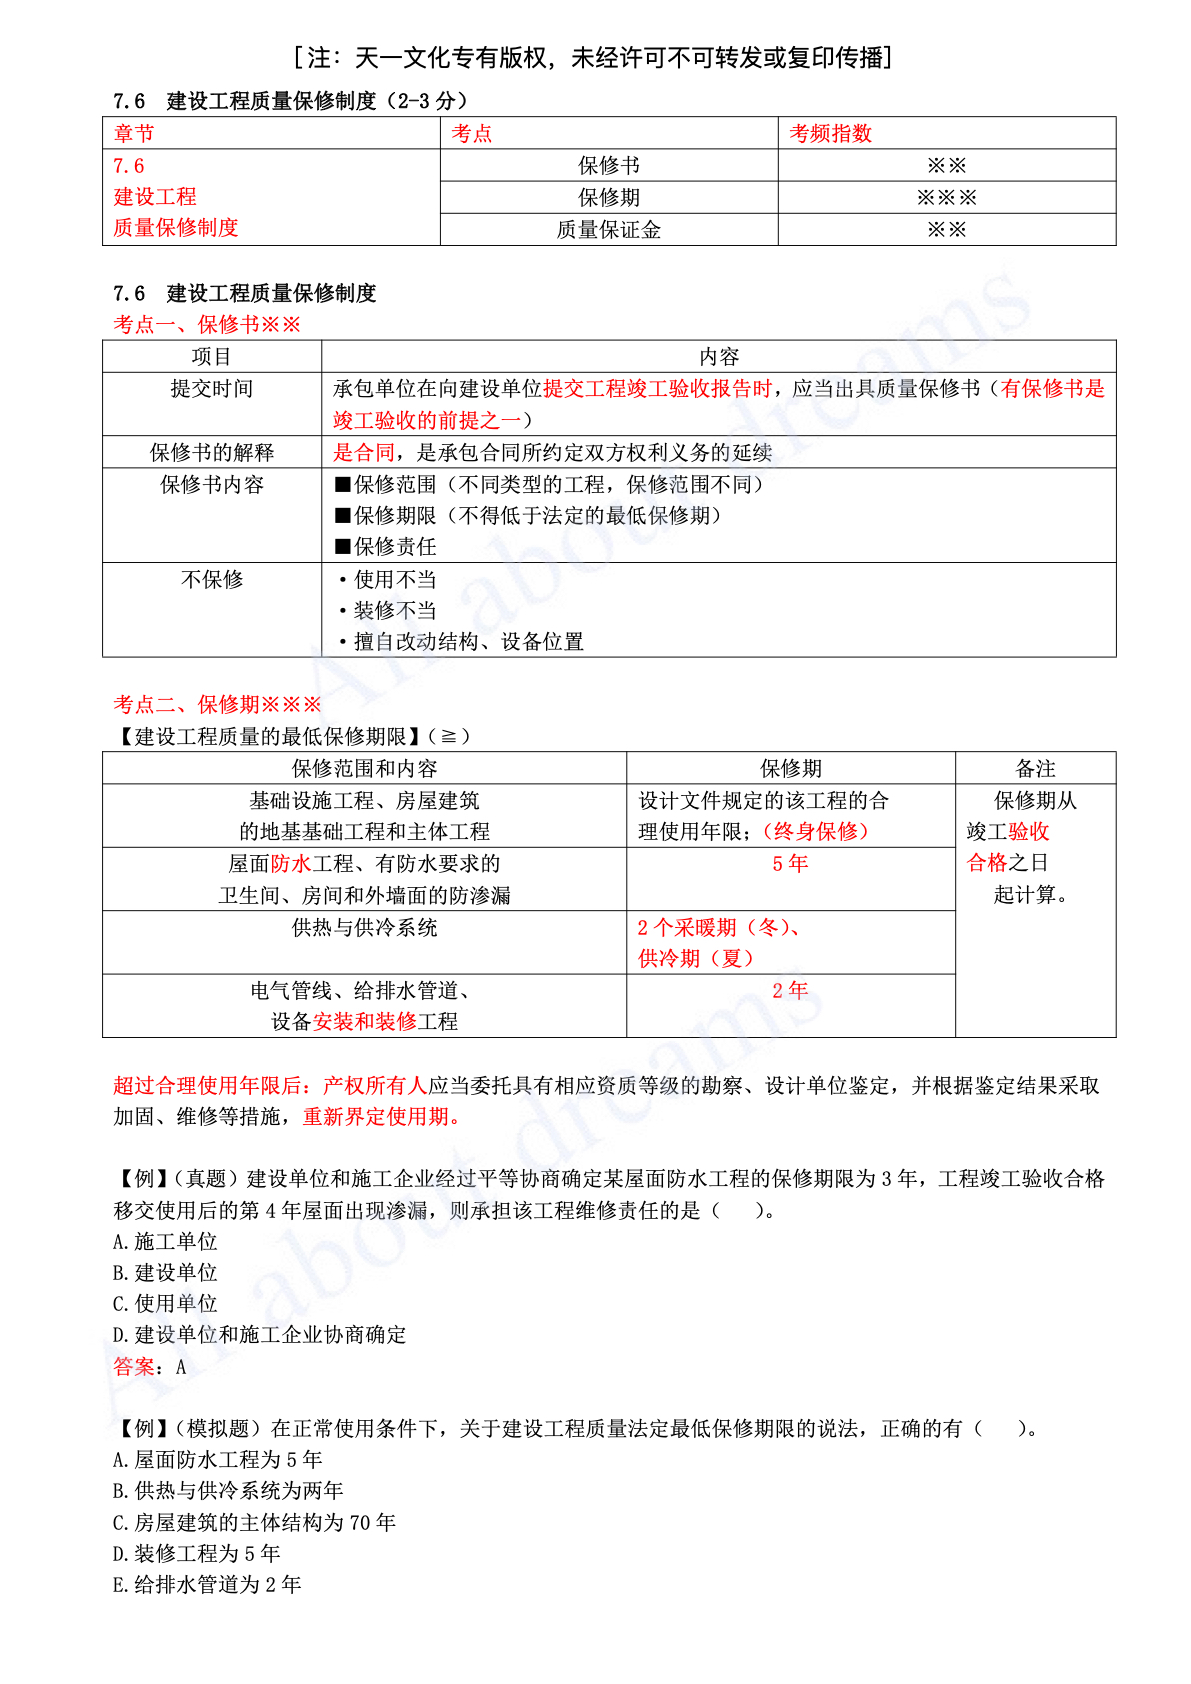 [注：天一文化专有版权，未经许可不可转发或复印传播]
7.6 建设工程质量保修制度（2-3 分）
章节 考点 考频指数
7.6
建设工程
质量保修制度
保修书 ※※
保修期 ※※※
质量保证金 ※※
7.6 建设工程质量保修制度
考点一、保修书※※
项目 内容
提交时间 承包单位在向建设单位提交工程竣工验收报告时，应当出具质量保修书（有保修书是
竣工验收的前提之一）
保修书的解释 是合同，是承包合同所约定双方权利义务的延续
保修书内容 ■保修范围（不同类型的工程，保修范围不同）
■保修期限（不得低于法定的最低保修期）
■保修责任
不保修 ·使用不当
·装修不当
·擅自改动结构、设备位置
考点二、保修期※※※
【建设工程质量的最低保修期限】（≧）
保修范围和内容 保修期 备注
基础设施工程、房屋建筑
的地基基础工程和主体工程
设计文件规定的该工程的合
理使用年限；（终身保修）
保修期从
竣工验收
合格之日
起计算。
屋面防水工程、有防水要求的
卫生间、房间和外墙面的防渗漏
5 年
供热与供冷系统
2 个采暖期（冬）、
供冷期（夏）
电气管线、给排水管道、
设备安装和装修工程
2 年
超过合理使用年限后：产权所有人应当委托具有相应资质等级的勘察、设计单位鉴定，并根据鉴定结果采取
加固、维修等措施，重新界定使用期。
【例】（真题）建设单位和施工企业经过平等协商确定某屋面防水工程的保修期限为 3 年，工程竣工验收合格
移交使用后的第 4 年屋面出现渗漏，则承担该工程维修责任的是（ ）。
A.施工单位
B.建设单位
C.使用单位
D.建设单位和施工企业协商确定
答案：A
【例】（模拟题）在正常使用条件下，关于建设工程质量法定最低保修期限的说法，正确的有（ ）。
A.屋面防水工程为 5 年
B.供热与供冷系统为两年
C.房屋建筑的主体结构为 70 年
D.装修工程为 5 年
E.给排水管道为 2 年
All about dreams
All about dreams